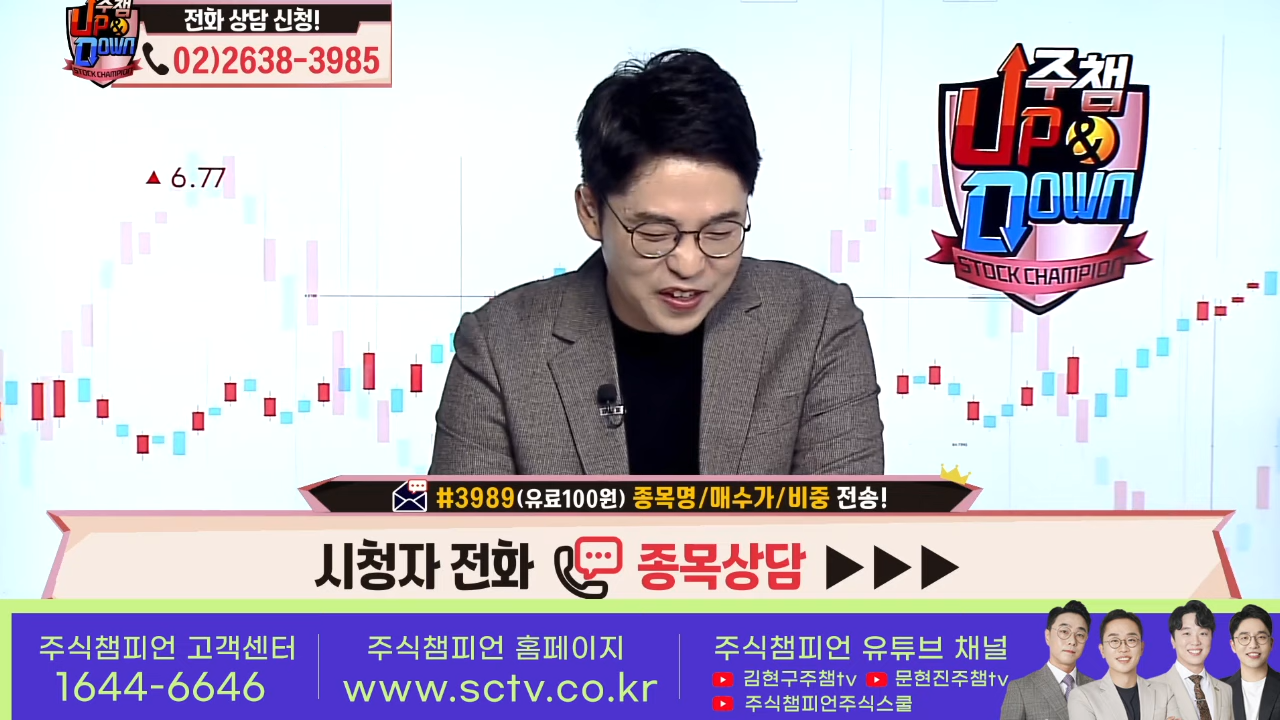 주챔
UP&
DOWN
STOCK CHAMPION
전화 상담 신청!
02)2638-3985
▲ 6.77
주챔
UP&
DOWN
STOCK CHAMPION
#3989(유료100원) 종목명/매수가/비중 전송!
시청자 전화 종목상담 ▶▶▶
주식챔피언 고객센터
1644-6646
주식챔피언 홈페이지
www.sctv.co.kr
주식챔피언 유튜브 채널
김현구주챔tv 문현진주챔tv
주식챔피언주식스쿨